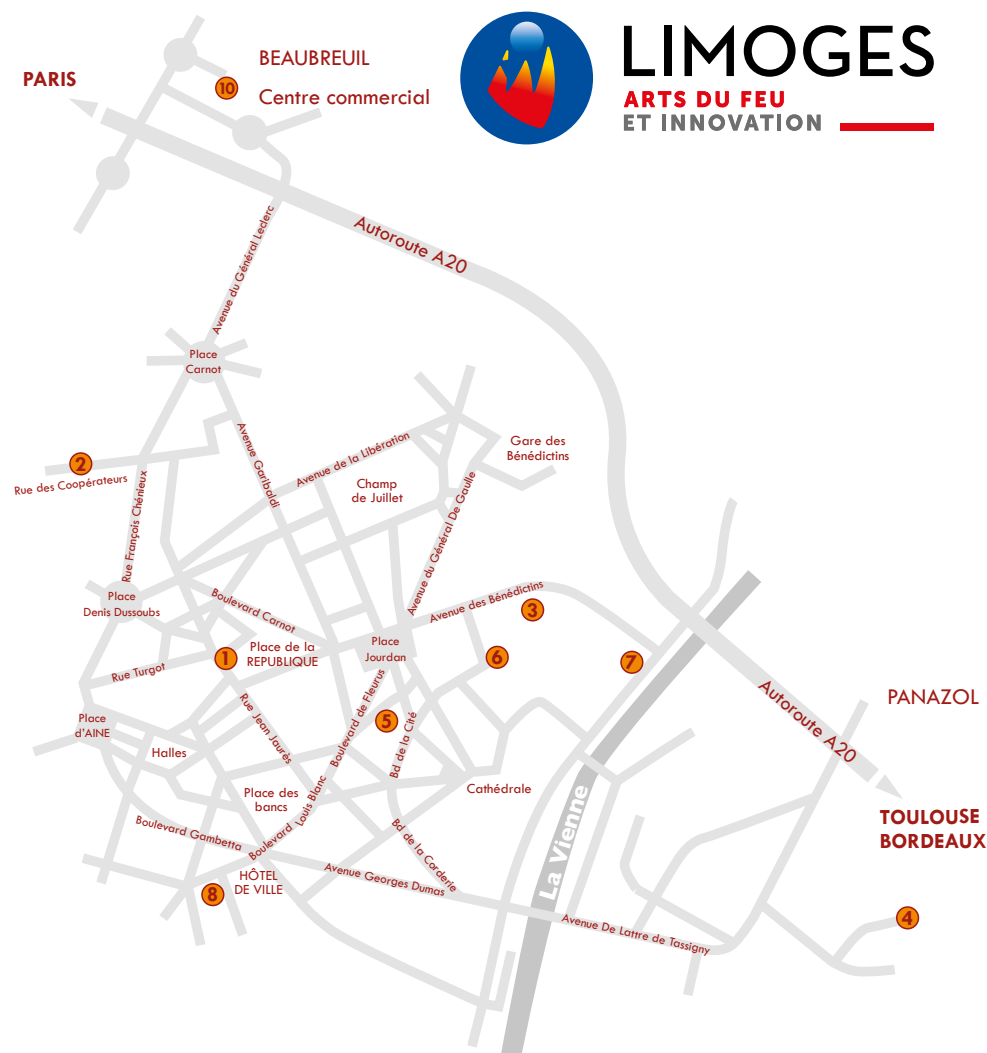 LIMOGES
ARTS DU FEU
ET INNOVATION
BEAUBREUIL
PARIS
10
Centre commercial
Autoroute A20
Avenue du Général Leclerc
Place
Carnot
Avenue Garibaldi
Avenue de la Libération
Gare des
Bénédictins
2
Rue des Coopérateurs
Champ
de Juillet
Rue François Chénieux
Avenue du Général De Gaulle
Place
Denis Dussoubs
Boulevard Carnot
Avenue des Bénédictins
3
Place
Jourdan
Place de la
REPUBLIQUE
1
6
7
Rue Turgot
Rue Jean Jaurès
Boulevard de Fleurus
5
Bd de la Cité
Autoroute A20
PANAZOL
Place
d'AINE
Halles
Place des
bancs
Cathédrale
Boulevard Louis Blanc
Boulevard Gambetta
Bd de la Corderie
La Vienne
TOULOUSE
BORDEAUX
HÔTEL
DE VILLE
8
Avenue Georges Dumas
Avenue De Lattre de Tassigny
4